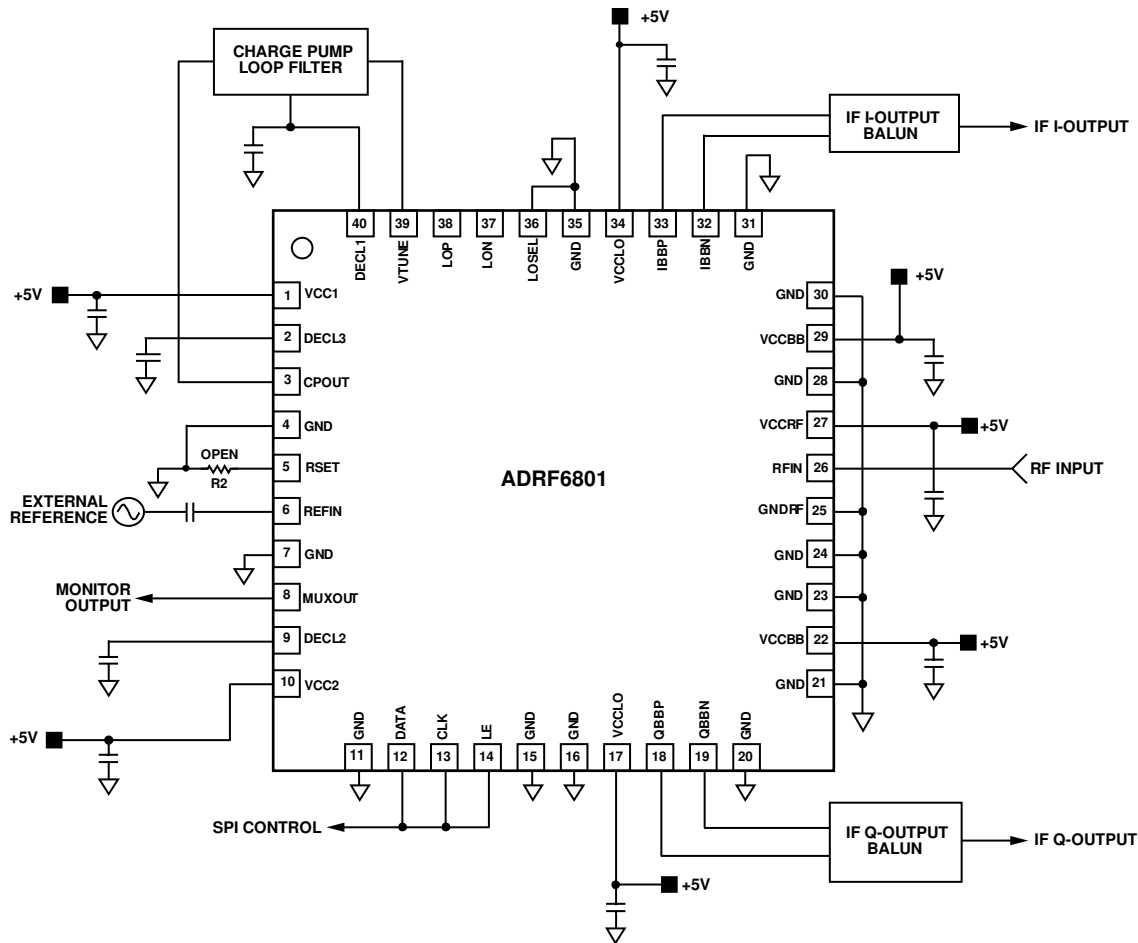 +5V
CHARGE PUMP
LOOP FILTER
IF I-OUTPUT
BALUN
IF I-OUTPUT
40
39
38
37
36
35
34
33
32
31
DECL1
VTUNE
LOP
LON
LOSEL
GND
VCCLO
IBBP
IBBN
GND
+5V
1
VCC1
2
DECL3
3
CPOUT
4
GND
OPEN
R2
5
RSET
EXTERNAL
REFERENCE
6
REFIN
7
GND
MONITOR
OUTPUT
8
MUXOUT
9
DECL2
10
VCC2
+5V
ADRF6801
+5V
GND
30
VCCBB
29
GND
28
VCCRF
27
+5V
RFIN
26
RF INPUT
GNDRF
25
GND
24
GND
23
VCCBB
22
+5V
GND
21
GND
DATA
CLK
LE
GND
GND
VCCLO
QBBP
QBBN
GND
11
12
13
14
15
16
17
18
19
20
SPI CONTROL
IF Q-OUTPUT
BALUN
IF Q-OUTPUT
+5V